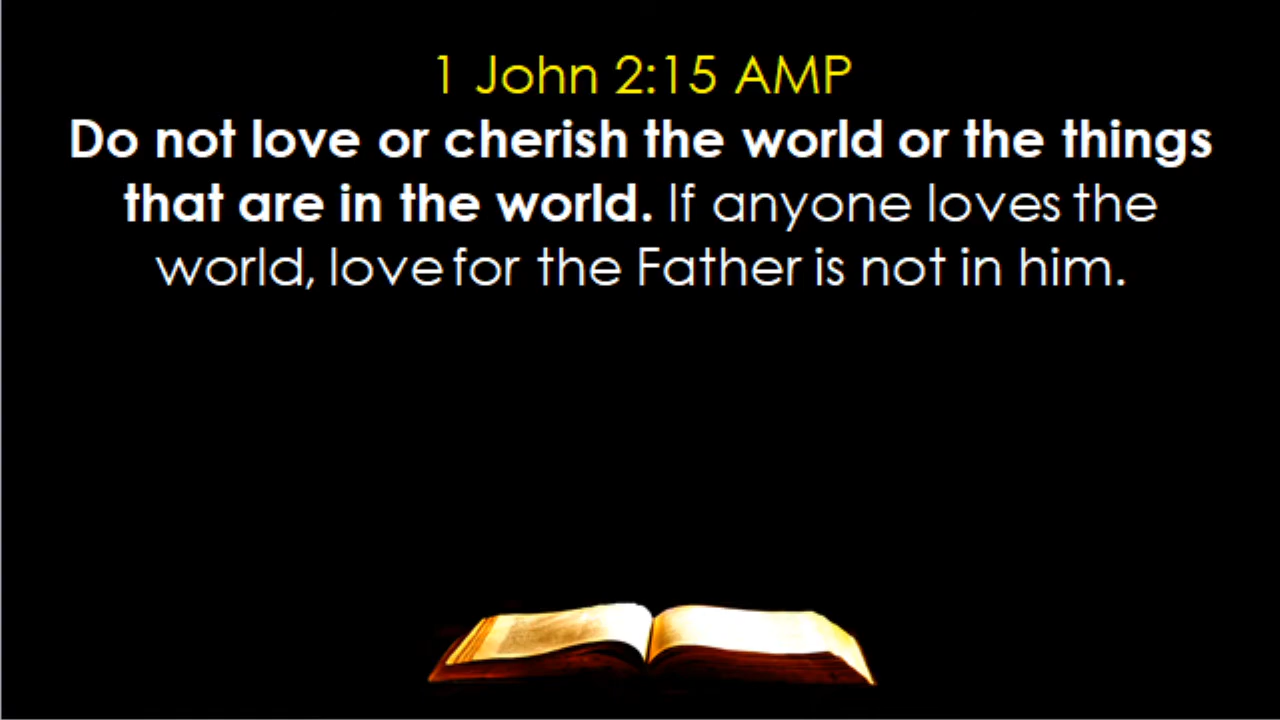 1 John 2:15 AMP
Do not love or cherish the world or the things
that are in the world. If anyone loves the
world, love for the Father is not in him.